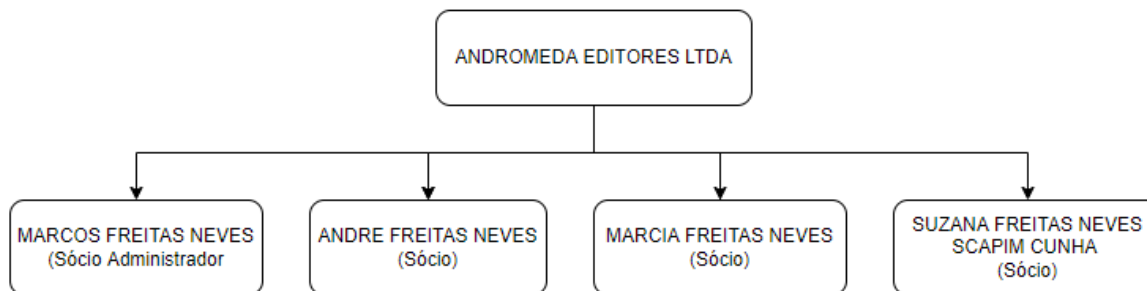 ANDROMEDA EDITORES LTDA
MARCOS FREITAS NEVES
(Sócio Administrador
ANDRE FREITAS NEVES
(Sócio)
MARCIA FREITAS NEVES
(Sócio)
SUZANA FREITAS NEVES
SCAPIM CUNHA
(Sócio)